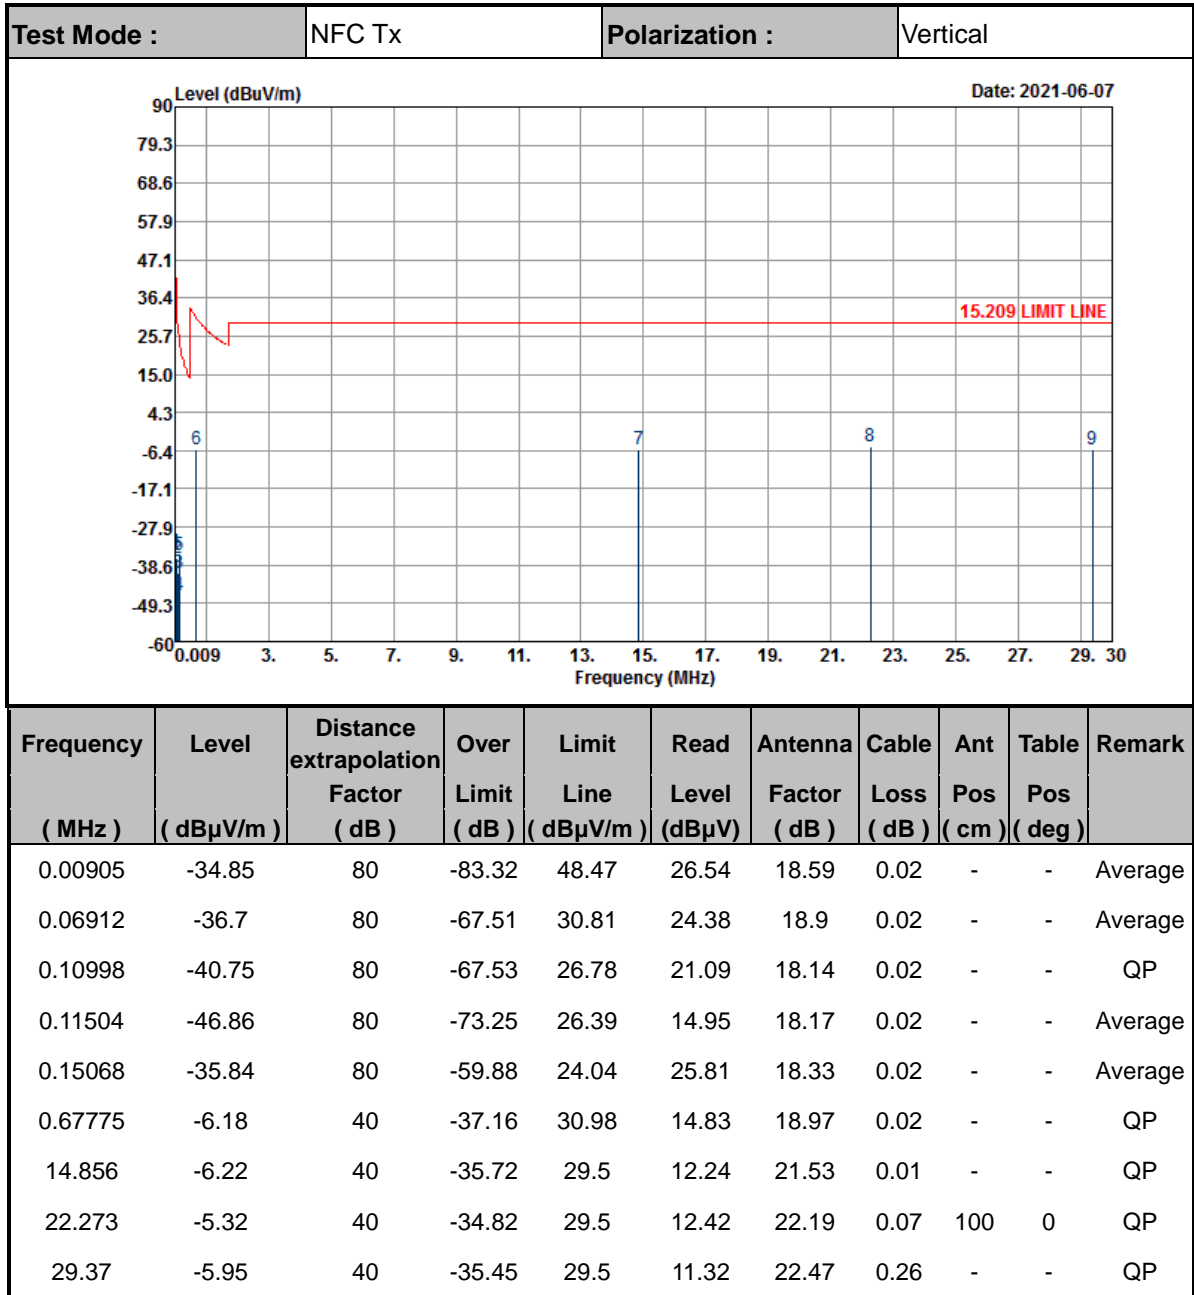 Test Mode : NFC Tx Polarization : Vertical
Level (dBuV/m) Date: 2021-06-07
90
79.3
68.6
57.9
47.1
36.4
15.209 LIMIT LINE
25.7
15.0
4.3
6 7 8 9
-6.4
-17.1
-27.9
-38.6
-49.3
-60
0.009 3. 5. 7. 9. 11. 13. 15. 17. 19. 21. 23. 25. 27. 29. 30
Frequency (MHz)
Frequency Level Distance extrapolation Over Limit Read Antenna Cable Ant Table Remark
Factor Limit Line Level Factor Loss Pos Pos
( MHz ) ( dBµV/m ) ( dB ) ( dB ) ( dBµV/m ) (dBµV) ( dB ) ( dB ) ( cm ) ( deg )
0.00905 -34.85 80 -83.32 48.47 26.54 18.59 0.02 - - Average
0.06912 -36.7 80 -67.51 30.81 24.38 18.9 0.02 - - Average
0.10998 -40.75 80 -67.53 26.78 21.09 18.14 0.02 - - QP
0.11504 -46.86 80 -73.25 26.39 14.95 18.17 0.02 - - Average
0.15068 -35.84 80 -59.88 24.04 25.81 18.33 0.02 - - Average
0.67775 -6.18 40 -37.16 30.98 14.83 18.97 0.02 - - QP
14.856 -6.22 40 -35.72 29.5 12.24 21.53 0.01 - - QP
22.273 -5.32 40 -34.82 29.5 12.42 22.19 0.07 100 0 QP
29.37 -5.95 40 -35.45 29.5 11.32 22.47 0.26 - - QP